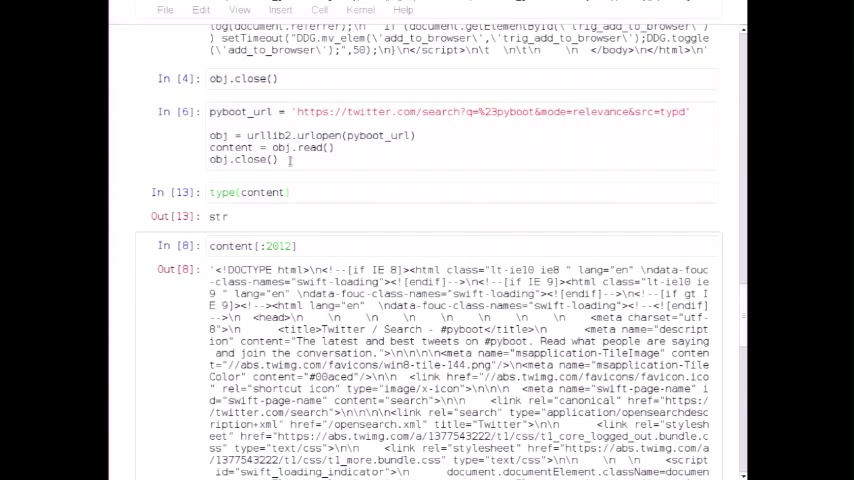 File Edit View Insert Cell Kernel Help
log(document.referrer);\n    if (document.getElementById(\'trig_add_to_browser\'
) setTimeout("DDG.mv_elem(\'add_to_browser\',\'trig_add_to_browser\');DDG.toggle
(\'add_to_browser\');",50);\n}\n</script>\n\t  \n\t\n    \n  </body>\n</html>\n'
In [4]: obj.close()
In [6]: pyboot_url = 'https://twitter.com/search?q=%23pyboot&mode=relevance&src=typd'
obj = urllib2.urlopen(pyboot_url)
content = obj.read()
obj.close()
In [13]: type(content)
Out[13]: str
In [8]: content[:2012]
Out[8]: '<!DOCTYPE html>\n<!--[if IE 8]><html class="lt-ie10 ie8 " lang="en" \ndata-fouc
-class-names="swift-loading"><![endif]-->\n<!--[if IE 9]><html class="lt-ie10 ie
9 " lang="en" \ndata-fouc-class-names="swift-loading"><![endif]-->\n<!--[if gt I
E 9]><!--><html lang="en"  \ndata-fouc-class-names="swift-loading"><!--<![endif]
-->\n  <head>\n    \n    \n    \n    \n    \n    \n    \n    <meta charset="utf-
8">\n      <title>Twitter / Search - #pyboot</title>\n      <meta name="descript
ion" content="The latest and best tweets on #pyboot. Read what people are saying
 and join the conversation.">\n\n\n\n<meta name="msapplication-TileImage" conten
t="//abs.twimg.com/favicons/win8-tile-144.png"/>\n<meta name="msapplication-Tile
Color" content="#00aced"/>\n\n  <link href="//abs.twimg.com/favicons/favicon.ico
" rel="shortcut icon" type="image/x-icon">\n\n  <meta name="swift-page-name" i
d="swift-page-name" content="search">\n\n    <link rel="canonical" href="https:/
/twitter.com/search">\n\n\n\n\n<link rel="search" type="application/opensearchdesc
ription+xml" href="/opensearch.xml" title="Twitter">\n\n    <link rel="stylesh
eet" href="https://abs.twimg.com/a/1377543222/t1/css/t1_core_logged_out.bundle.c
ss" type="text/css">\n\n    <link rel="stylesheet" href="https://abs.twimg.com/a
/1377543222/t1/css/t1_more.bundle.css" type="text/css">\n\n  \n  \n    <script
id="swift_loading_indicator">\n      document.documentElement.className=documen